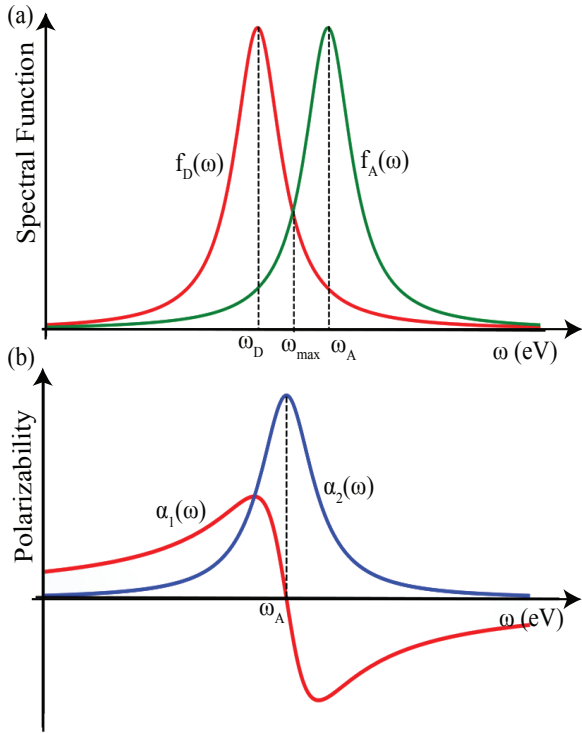 (a)
Spectral Function
f_D(ω)
f_A(ω)
ω_D
ω_max
ω_A
ω (eV)
(b)
Polarizability
α_1(ω)
α_2(ω)
ω_A
ω (eV)